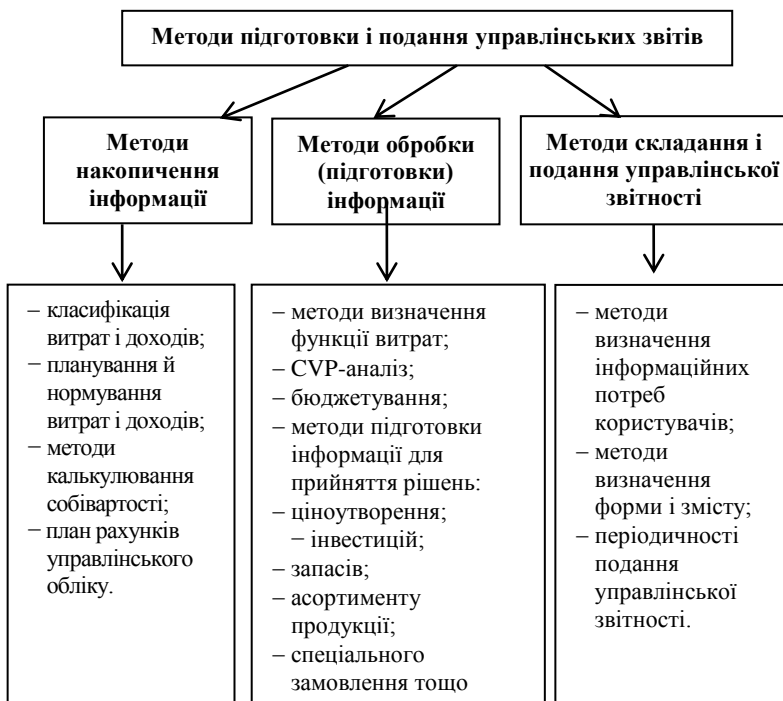 Методи підготовки і подання управлінських звітів
Методи
накопичення
інформації
Методи обробки
(підготовки)
інформації
Методи складання і
подання управлінської
звітності
− класифікація
витрат і доходів;
− планування й
нормування
витрат і доходів;
− методи
калькулювання
собівартості;
− план рахунків
управлінського
обліку.
− методи визначення
функції витрат;
− CVP-аналіз;
− бюджетування;
− методи підготовки
інформації для
прийняття рішень:
− ціноутворення;
− інвестицій;
− запасів;
− асортименту
продукції;
− спеціального
замовлення тощо
− методи
визначення
інформаційних
потреб
користувачів;
− методи
визначення
форми і змісту;
− періодичності
подання
управлінської
звітності.